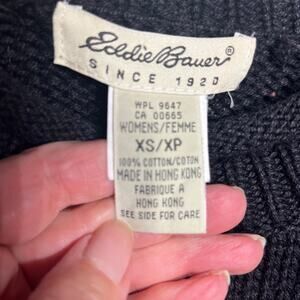 Eddie Bauer®
SINCE 1920
WPL 9647
CA 00665
WOMENS/FEMME
XS/XP
100% COTTON/COTON
MADE IN HONG KONG
FABRIQUE A
HONG KONG
SEE SIDE FOR CARE